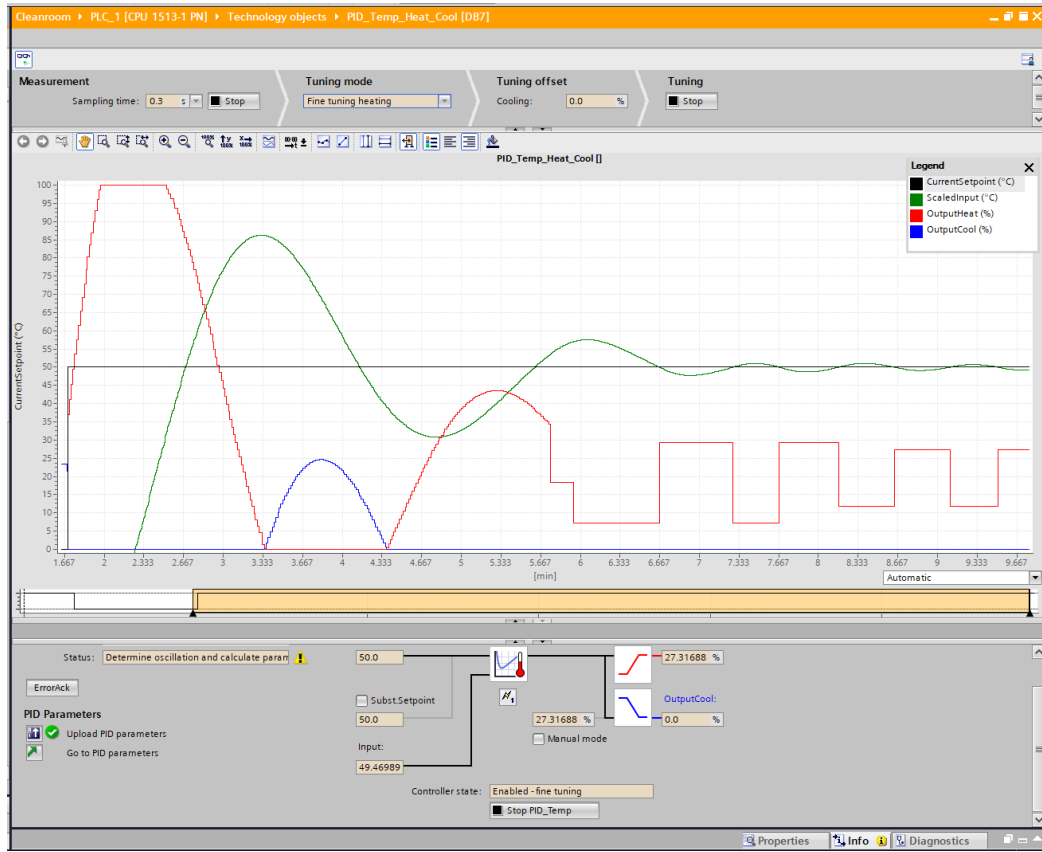 Cleanroom ▸ PLC_1 [CPU 1513-1 PN] ▸ Technology objects ▸ PID_Temp_Heat_Cool [DB7]
Measurement Tuning mode Tuning offset Tuning
Sampling time: 0.3 s Stop Fine tuning heating Cooling: 0.0 % Stop
PID_Temp_Heat_Cool []
Legend
CurrentSetpoint (°C)
ScaledInput (°C)
OutputHeat (%)
OutputCool (%)
CurrentSetpoint (°C)
100
95
90
85
80
75
70
65
60
55
50
45
40
35
30
25
20
15
10
5
0
1.667 2 2.333 2.667 3 3.333 3.667 4 4.333 4.667 5 5.333 5.667 6 6.333 6.667 7 7.333 7.667 8 8.333 8.667 9 9.333 9.667
[min]
Automatic
Status: Determine oscillation and calculate param 50.0 27.31688 %
ErrorAck
Subst.Setpoint OutputCool:
PID Parameters 50.0 27.31688 % 0.0 %
Upload PID parameters
Manual mode
Go to PID parameters Input:
49.46989
Controller state: Enabled - fine tuning
Stop PID_Temp
Properties Info Diagnostics